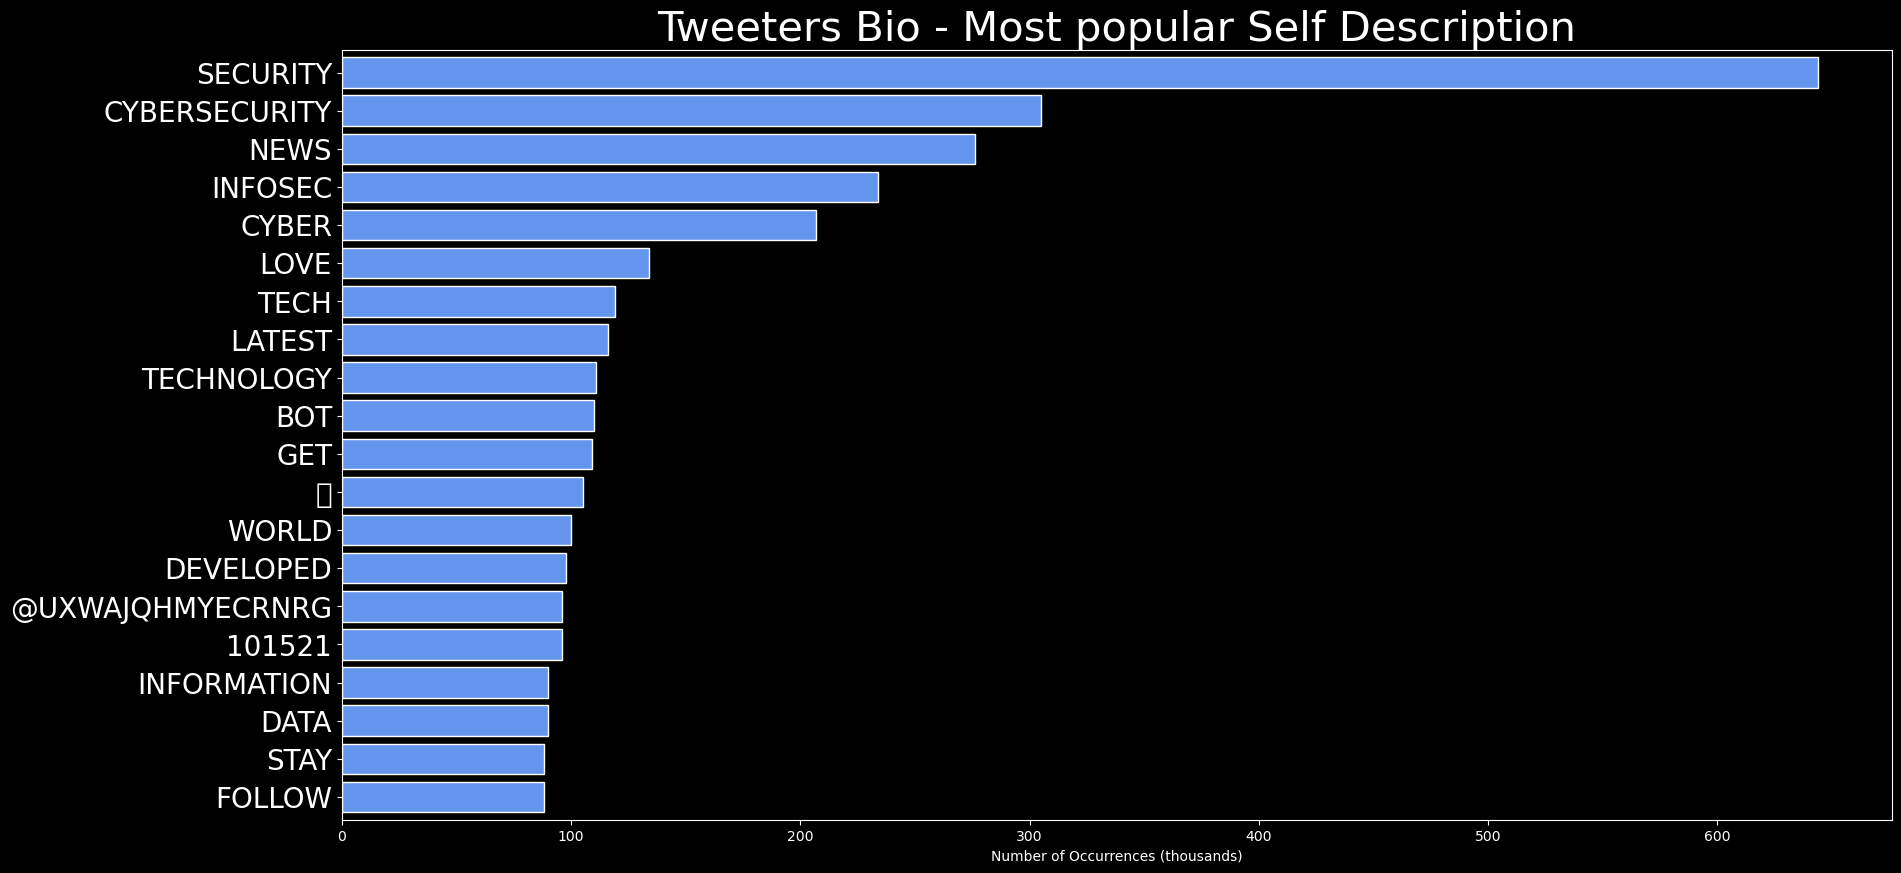 Tweeters Bio - Most popular Self Description
SECURITY
CYBERSECURITY
NEWS
INFOSEC
CYBER
LOVE
TECH
LATEST
TECHNOLOGY
BOT
GET
WORLD
DEVELOPED
@UXWAJQHMYECRNRG
101521
INFORMATION
DATA
STAY
FOLLOW
0 100 200 300 400 500 600
Number of Occurrences (thousands)